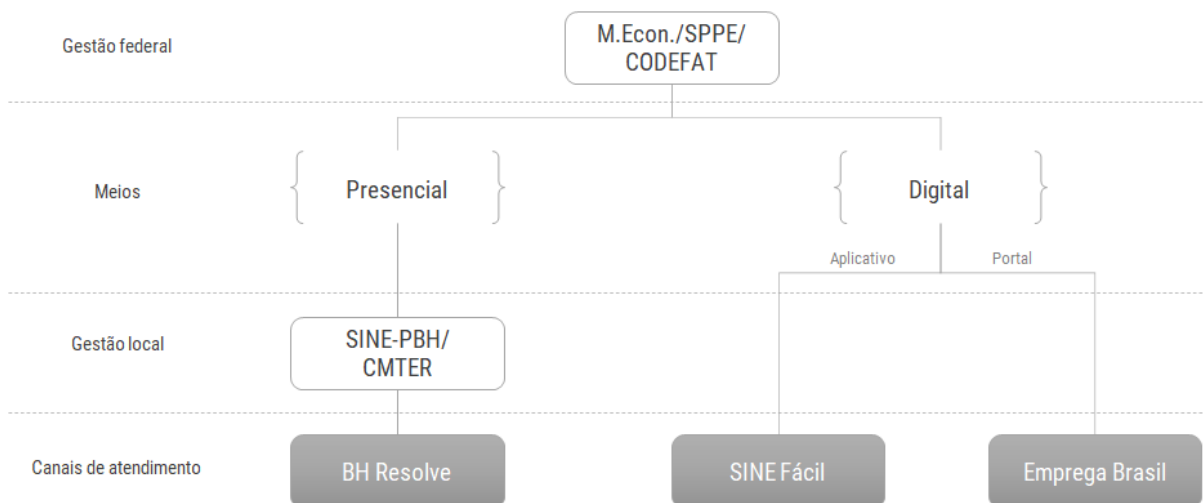 Gestão federal
M.Econ./SPPE/
CODEFAT
Meios
Presencial
Digital
Aplicativo
Portal
Gestão local
SINE-PBH/
CMTER
Canais de atendimento
BH Resolve
SINE Fácil
Emprega Brasil